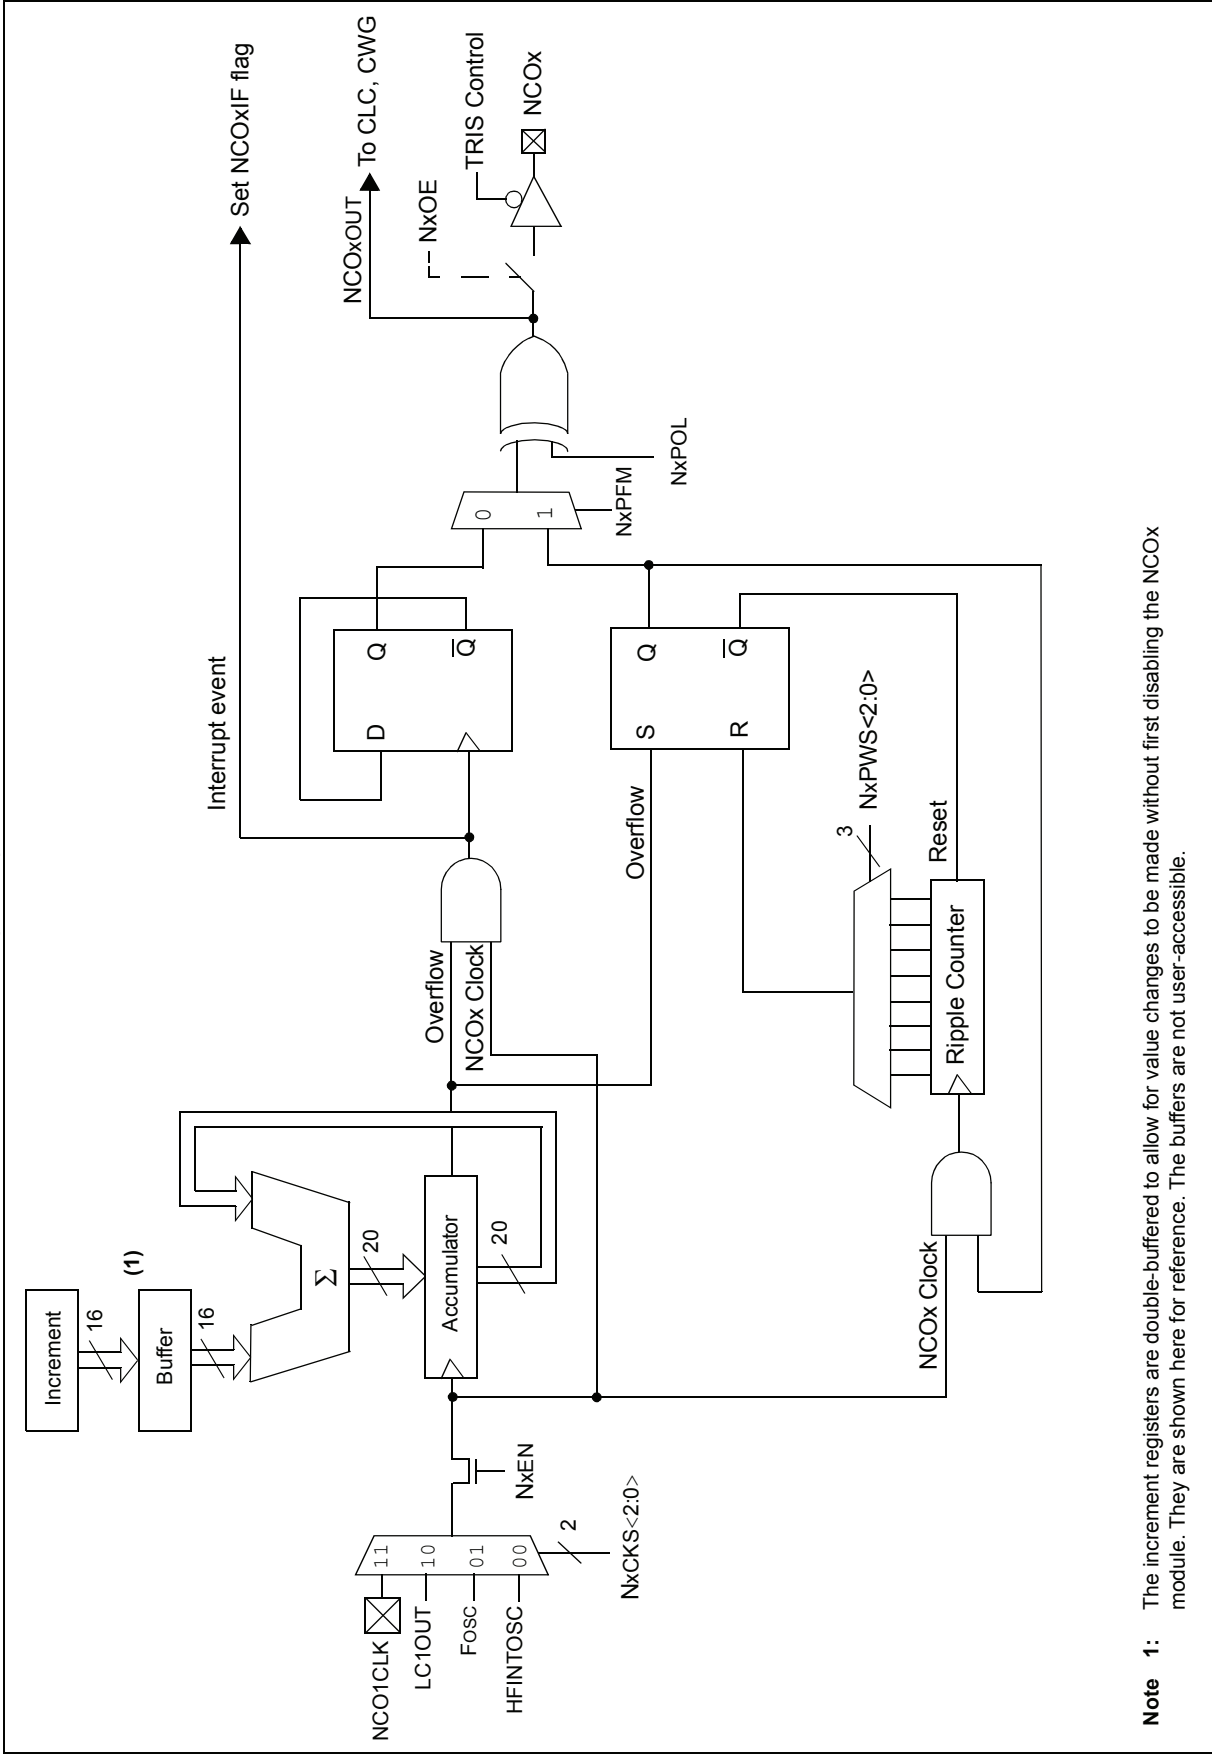 Increment
16
Buffer
(1)
16
Σ
20
Accumulator
20
NCO1CLK
LC1OUT
FOSC
HFINTOSC
11
10
01
00
2
NxCKS<2:0>
NxEN
Overflow
NCOx Clock
Interrupt event
Set NCOxIF flag
D
Q
Q
Overflow
S
Q
R
Q
NCOx Clock
Ripple Counter
Reset
3
NxPWS<2:0>
0
1
NxPFM
NxPOL
NCOxOUT
To CLC, CWG
NxOE
TRIS Control
NCOx
Note 1: The increment registers are double-buffered to allow for value changes to be made without first disabling the NCOx
module. They are shown here for reference. The buffers are not user-accessible.